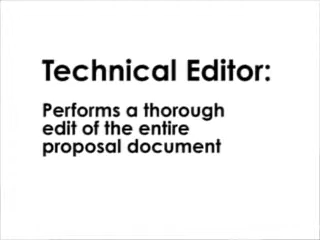 Technical Editor:
Performs a thorough
edit of the entire
proposal document